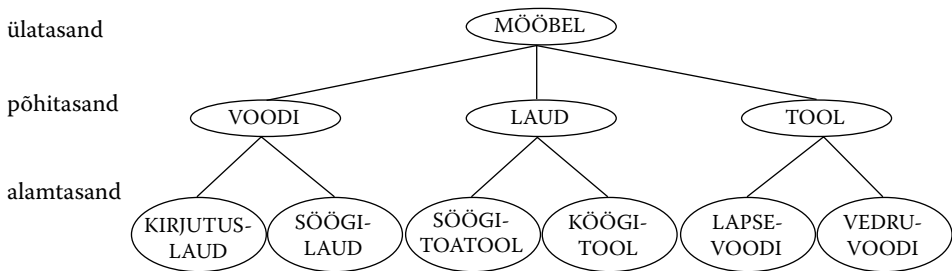 ülatasand
MÖÖBEL
põhitasand
VOODI
LAUD
TOOL
alamtasand
KIRJUTUS-
LAUD
SÖÖGI-
LAUD
SÖÖGI-
TOATOOL
KÖÖGI-
TOOL
LAPSE-
VOODI
VEDRU-
VOODI